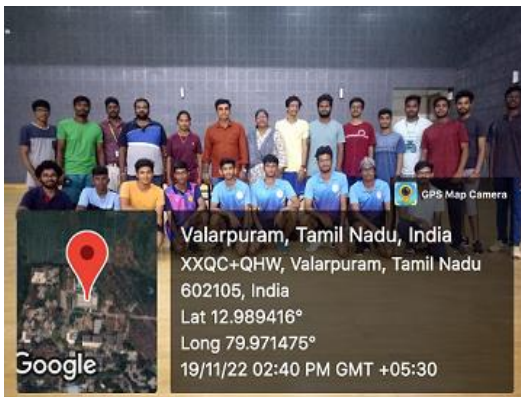 GPS Map Camera
Valarpuram, Tamil Nadu, India
XXQC+QHW, Valarpuram, Tamil Nadu
602105, India
Lat 12.989416°
Long 79.971475°
19/11/22 02:40 PM GMT +05:30
Google